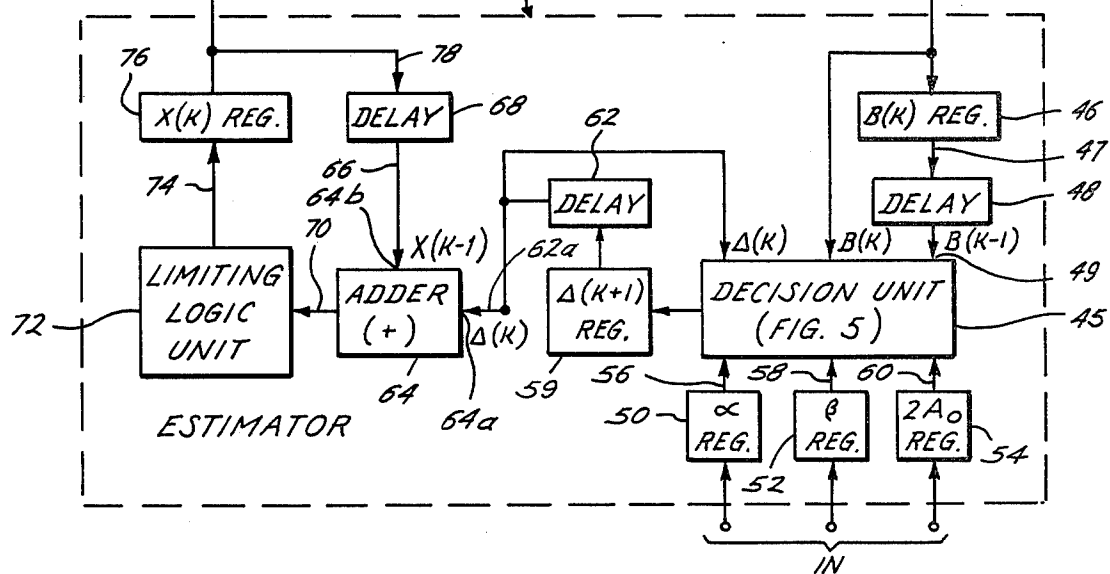 76
78
X(K) REG.
DELAY
68
62
B(K) REG.
46
47
66
74
64b
DELAY
DELAY
48
X(K-1)
62a
Δ(K)
B(K)
B(K-1)
49
70
LIMITING
LOGIC
UNIT
72
ADDER
(+)
Δ(K)
Δ(K+1)
REG.
DECISION UNIT
(FIG. 5)
45
64
64a
59
56
58
60
50
α
REG.
β
REG.
52
2A₀
REG.
54
ESTIMATOR
IN